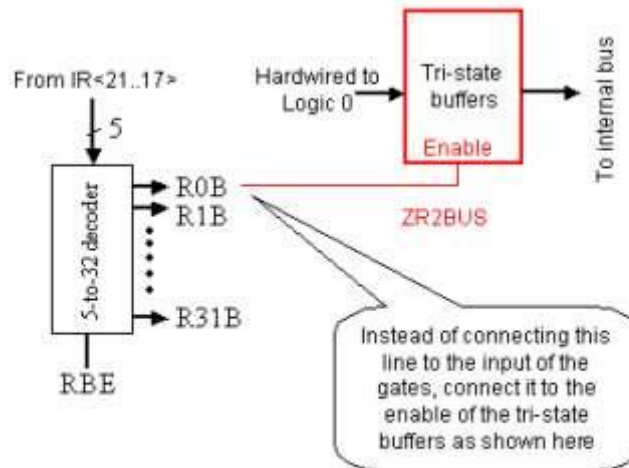 From IR<21..17>
5
5-to-32 decoder
R0B
R1B
R31B
RBE
Hardwired to
Logic 0
Tri-state
buffers
Enable
To internal bus
ZR2BUS
Instead of connecting this
line to the input of the
gates, connect it to the
enable of the tri-state
buffers as shown here